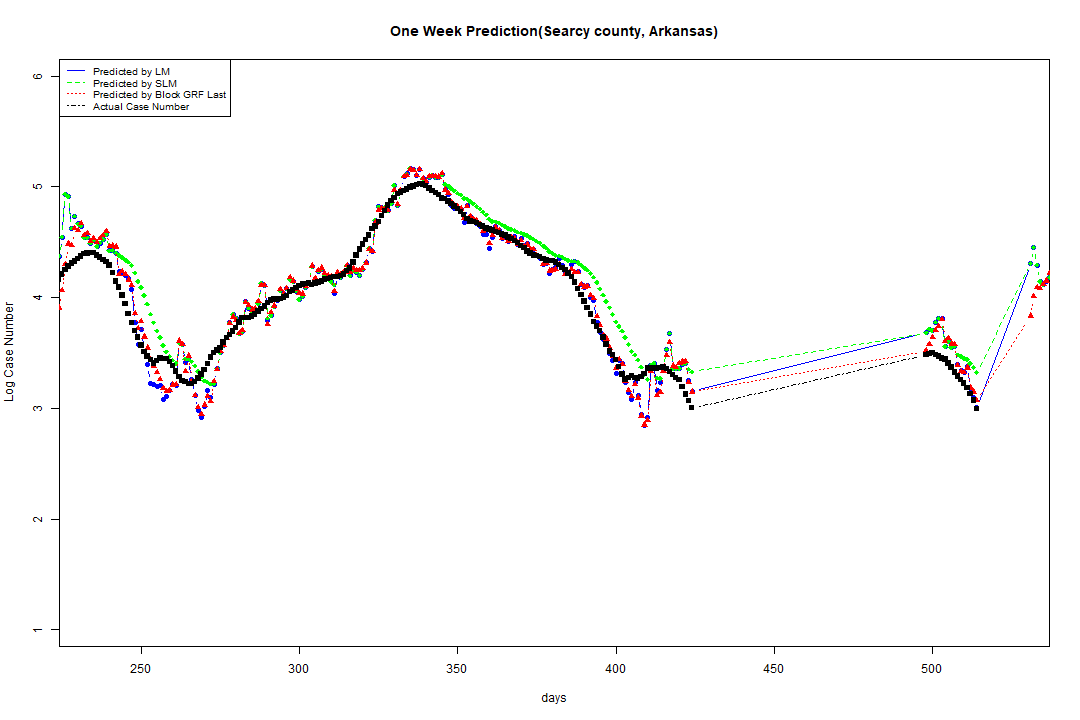 One Week Prediction(Searcy county, Arkansas)
Predicted by LM
Predicted by SLM
Predicted by Block GRF Last
Actual Case Number
Log Case Number
6
5
4
3
2
1
250 300 350 400 450 500
days